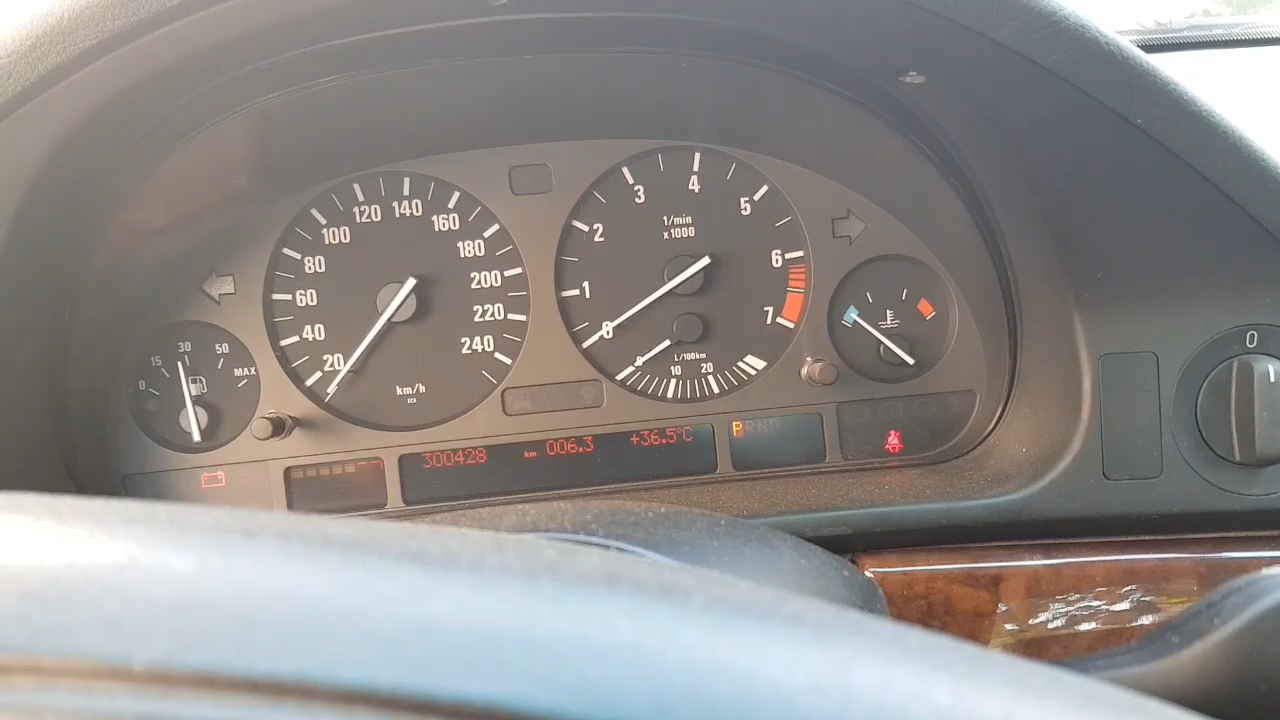 0 15 30 50 MAX
20 40 60 80 100 120 140 160 180 200 220 240
km/h
0 1 2 3 4 5 6 7
1/min
x1000
L/100km
10 20
300428 km 006.3 +36.5°C
PRND
0